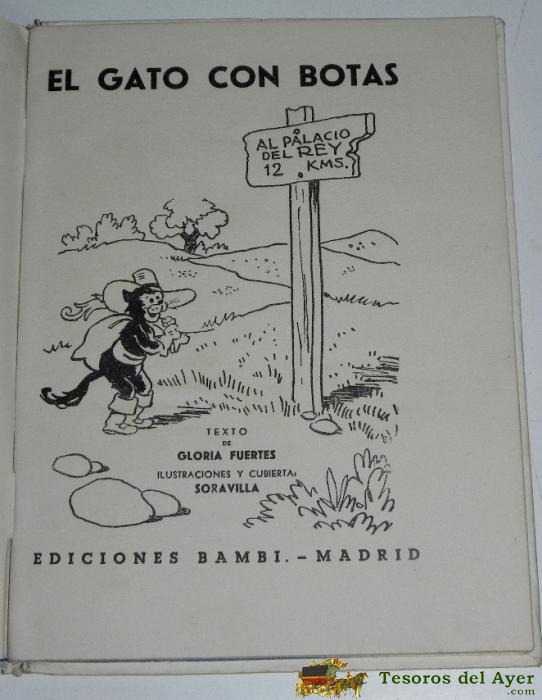 EL GATO CON BOTAS
AL PALACIO
DEL REY
12 KMS.
TEXTO
DE
GLORIA FUERTES
ILUSTRACIONES Y CUBIERTA:
SORAVILLA
EDICIONES BAMBI. – MADRID
Tesoros del Ayer
.com